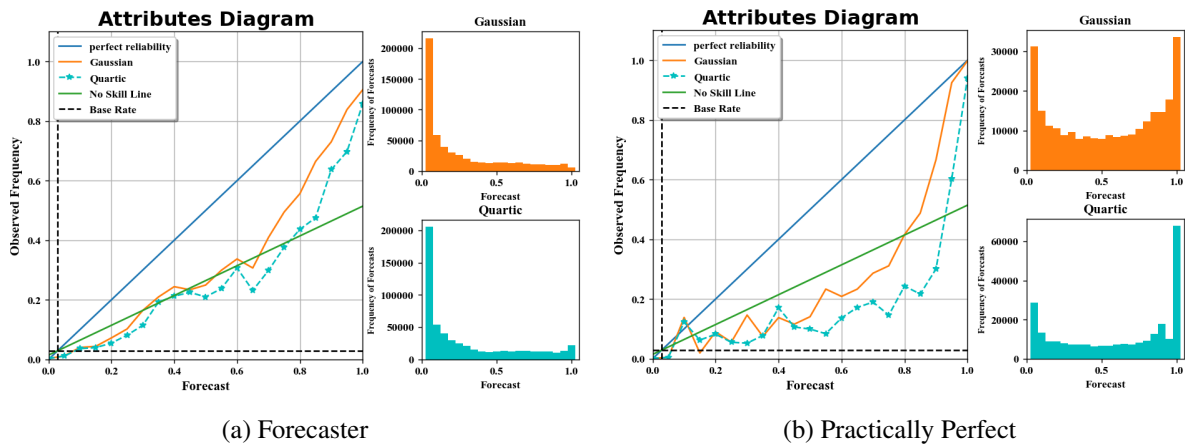 Attributes Diagram
perfect reliability
Gaussian
Quartic
No Skill Line
Base Rate
Observed Frequency
1.0
0.8
0.6
0.4
0.2
0.0
0.0 0.2 0.4 0.6 0.8 1.0
Forecast
Gaussian
Frequency of Forecasts
200000
150000
100000
50000
0
0.0 0.5 1.0
Forecast
Quartic
Frequency of Forecasts
200000
150000
100000
50000
0
0.0 0.5 1.0
Forecast
(a) Forecaster
Attributes Diagram
perfect reliability
Gaussian
Quartic
No Skill Line
Base Rate
Observed Frequency
1.0
0.8
0.6
0.4
0.2
0.0
0.0 0.2 0.4 0.6 0.8 1.0
Forecast
Gaussian
Frequency of Forecasts
30000
20000
10000
0
0.0 0.5 1.0
Forecast
Quartic
Frequency of Forecasts
60000
40000
20000
0
0.0 0.5 1.0
Forecast
(b) Practically Perfect